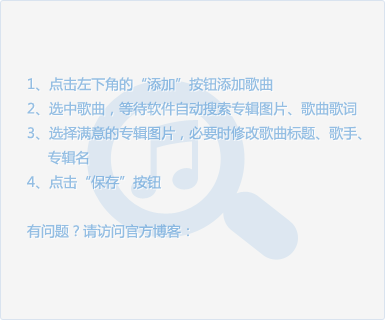 1、点击左下角的“添加”按钮添加歌曲
2、选中歌曲，等待软件自动搜索专辑图片、歌曲歌词
3、选择满意的专辑图片，必要时修改歌曲标题、歌手、
专辑名
4、点击“保存”按钮
有问题？请访问官方博客：